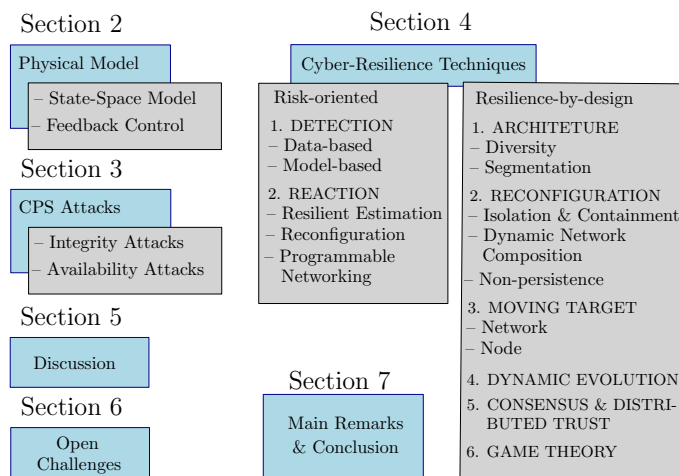 Section 2
Physical Model
– State-Space Model
– Feedback Control
Section 3
CPS Attacks
– Integrity Attacks
– Availability Attacks
Section 5
Discussion
Section 6
Open
Challenges
Section 4
Cyber-Resilience Techniques
Risk-oriented
1. DETECTION
– Data-based
– Model-based
2. REACTION
– Resilient Estimation
– Reconfiguration
– Programmable
Networking
Resilience-by-design
1. ARCHITETURE
– Diversity
– Segmentation
2. RECONFIGURATION
– Isolation & Containment
– Dynamic Network
Composition
– Non-persistence
3. MOVING TARGET
– Network
– Node
4. DYNAMIC EVOLUTION
5. CONSENSUS & DISTRI-
BUTED TRUST
6. GAME THEORY
Section 7
Main Remarks
& Conclusion